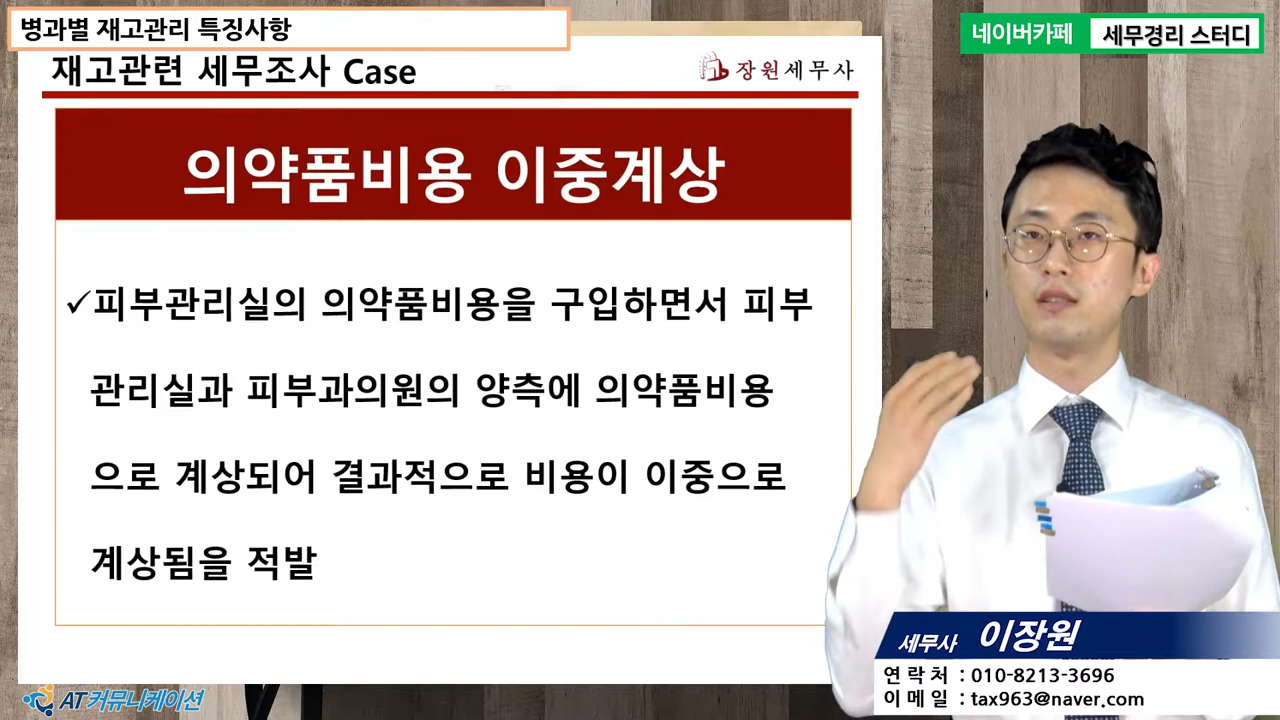 병과별 재고관리 특징사항
네이버카페 세무경리 스터디
재고관련 세무조사 Case
장원세무사
의약품비용 이중계상
✓피부관리실의 의약품비용을 구입하면서 피부
관리실과 피부과의원의 양측에 의약품비용
으로 계상되어 결과적으로 비용이 이중으로
계상됨을 적발
세무사 이장원
연락처 : 010-8213-3696
이메일 : tax963@naver.com
AT커뮤니케이션